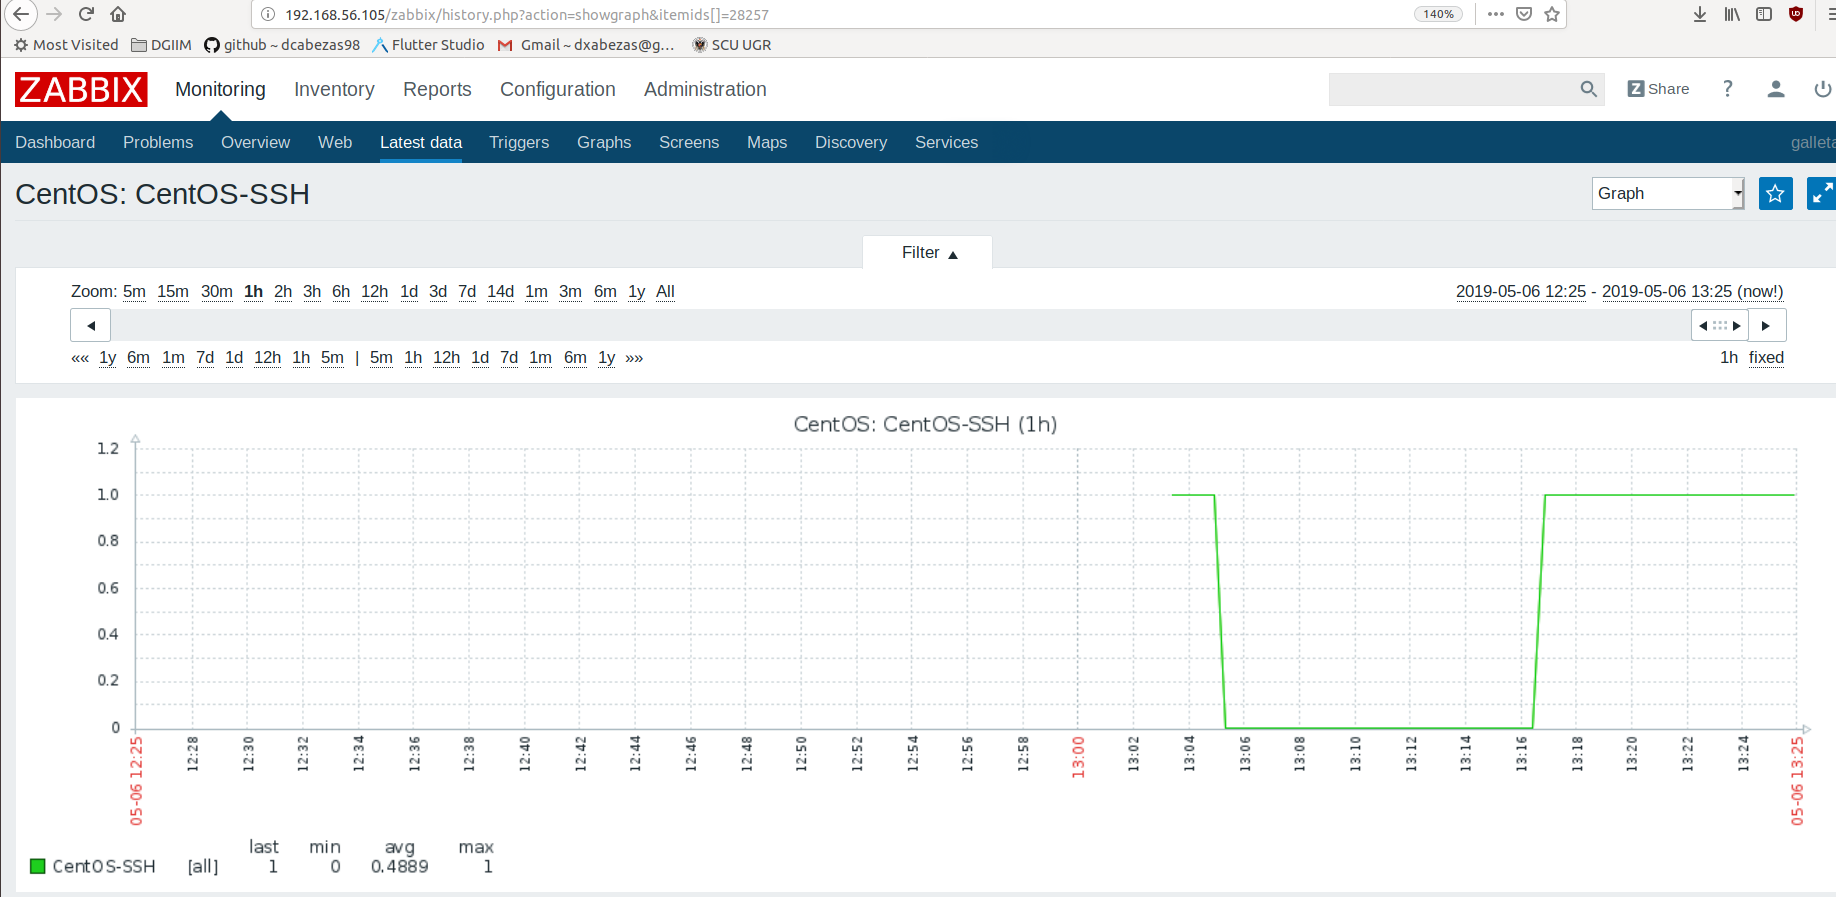 192.168.56.105/zabbix/history.php?action=showgraph&itemids[]=28257 140%
Most Visited DGIIM github ~ dcabezas98 Flutter Studio Gmail ~ dxabezas@g... SCU UGR
ZABBIX Monitoring Inventory Reports Configuration Administration Z Share ?
Dashboard Problems Overview Web Latest data Triggers Graphs Screens Maps Discovery Services galleta
CentOS: CentOS-SSH Graph
Filter ▲
Zoom: 5m 15m 30m 1h 2h 3h 6h 12h 1d 3d 7d 14d 1m 3m 6m 1y All 2019-05-06 12:25 - 2019-05-06 13:25 (now!)
«« 1y 6m 1m 7d 1d 12h 1h 5m | 5m 1h 12h 1d 7d 1m 6m 1y »» 1h fixed
CentOS: CentOS-SSH (1h)
1.2
1.0
0.8
0.6
0.4
0.2
0
05-06 12:25 12:28 12:30 12:32 12:34 12:36 12:38 12:40 12:42 12:44 12:46 12:48 12:50 12:52 12:54 12:56 12:58 13:00 13:02 13:04 13:06 13:08 13:10 13:12 13:14 13:16 13:18 13:20 13:22 13:24 05-06 13:25
last min avg max
CentOS-SSH [all] 1 0 0.4889 1